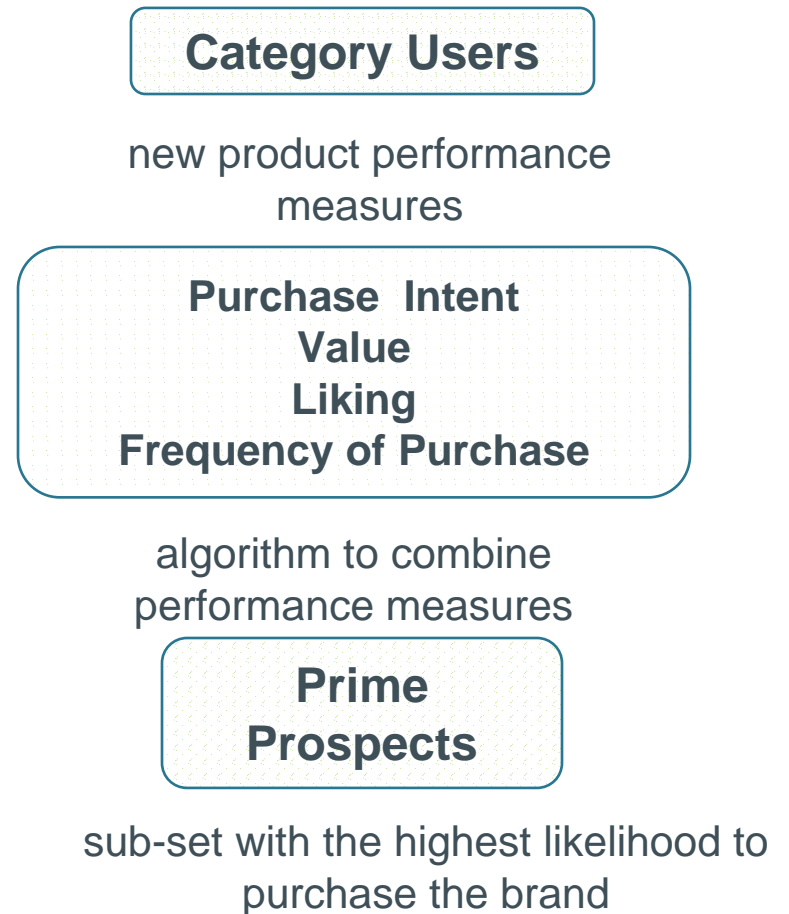 Category Users
new product performance
measures
Purchase Intent
Value
Liking
Frequency of Purchase
algorithm to combine
performance measures
Prime
Prospects
sub-set with the highest likelihood to
purchase the brand